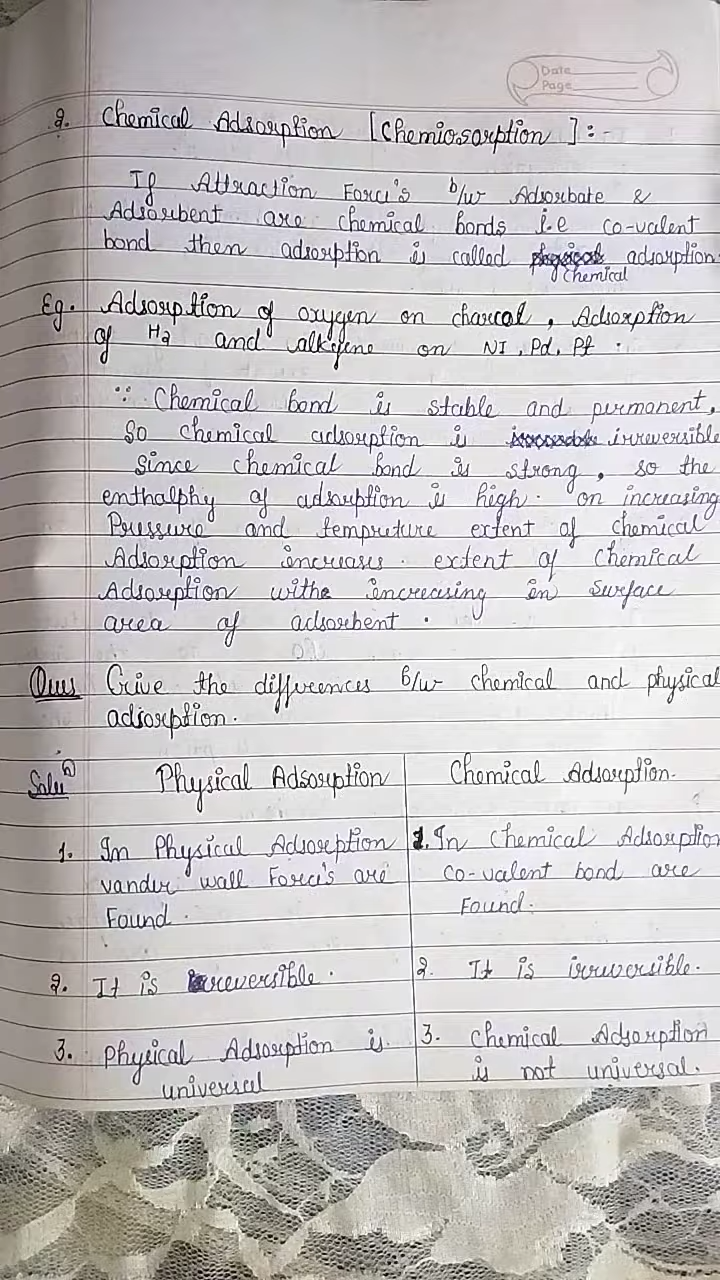 Date
Page
2. Chemical Adsorption [Chemiosorption] :-
If Attraction Force's b/w Adsorbate &
Adsorbent are chemical bonds i.e co-valent
bond then adsorption is called physical adsorption.
chemical
Eg. Adsorption of oxygen on charcol, Adsorption
of H2 and alkene on NI, Pd, Pt.
∵ Chemical bond is stable and permanent,
So chemical adsorption is irreversible
Since chemical bond is strong, so the
enthalphy of adsorption is high. on increasing
Pressure and tempreture extent of chemical
Adsorption increases. extent of chemical
Adsorption withe increasing in Surface
area of adsorbent.
Ques Give the differences b/w chemical and physical
adsorption.
Soluⁿ Physical Adsorption Chemical Adsorption.
1. In Physical Adsorption 1. In Chemical Adsorption
vander wall Force's are co-valent bond are
Found. Found.
2. It is reversible. 2. It is irreversible.
3. Physical Adsorption is 3. Chemical Adsorption
universal is not universal.